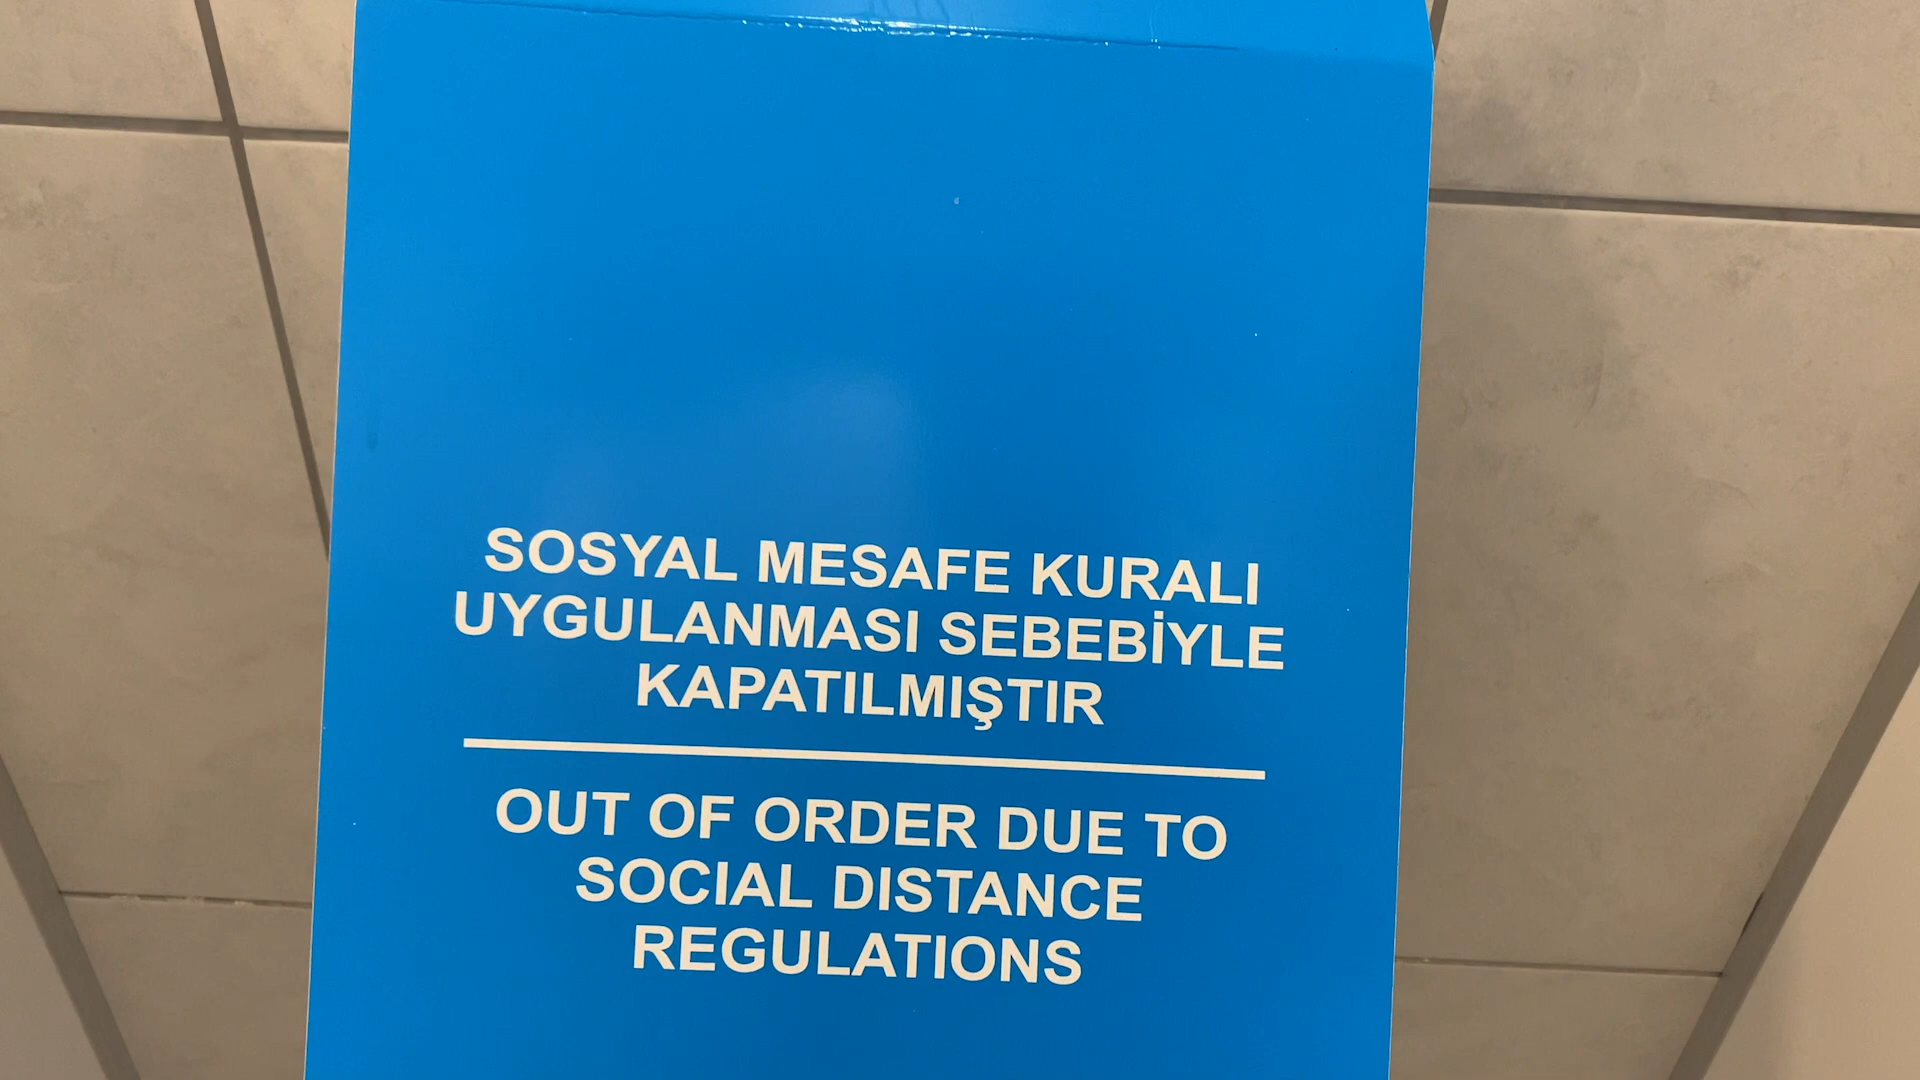 SOSYAL MESAFE KURALI
UYGULANMASI SEBEBİYLE
KAPATILMIŞTIR
OUT OF ORDER DUE TO
SOCIAL DISTANCE
REGULATIONS